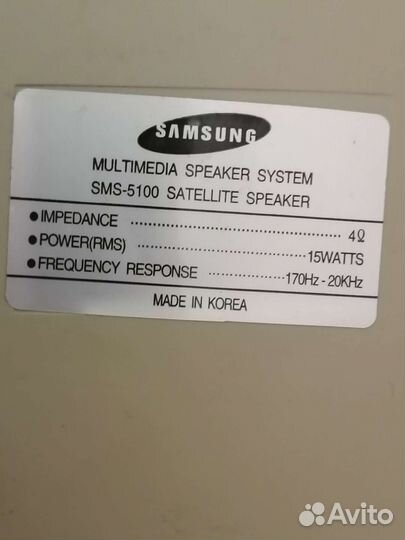 SAMSUNG
MULTIMEDIA SPEAKER SYSTEM
SMS-5100 SATELLITE SPEAKER
●IMPEDANCE ........................................ 4Ω
●POWER(RMS) ............................... 15WATTS
●FREQUENCY RESPONSE ................ 170Hz-20KHz
MADE IN KOREA
Avito